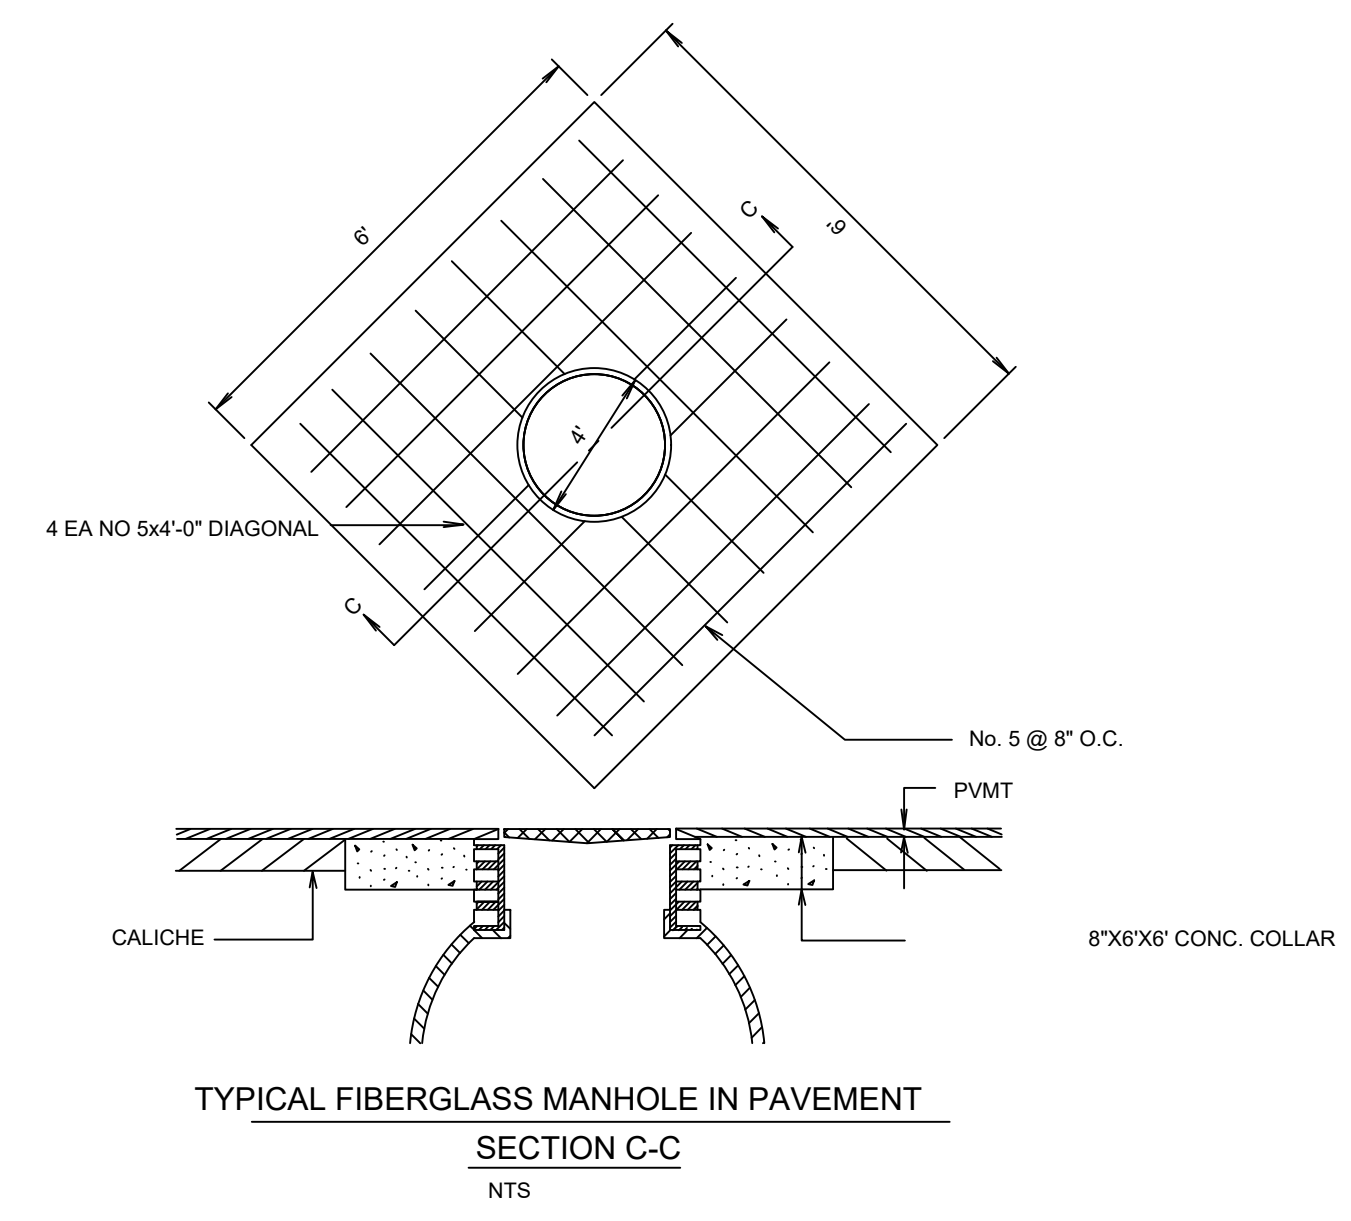 6'
6'
C
4'
4 EA NO 5x4'-0" DIAGONAL
C
No. 5 @ 8" O.C.
PVMT
CALICHE
8"X6'X6' CONC. COLLAR
TYPICAL FIBERGLASS MANHOLE IN PAVEMENT
SECTION C-C
NTS